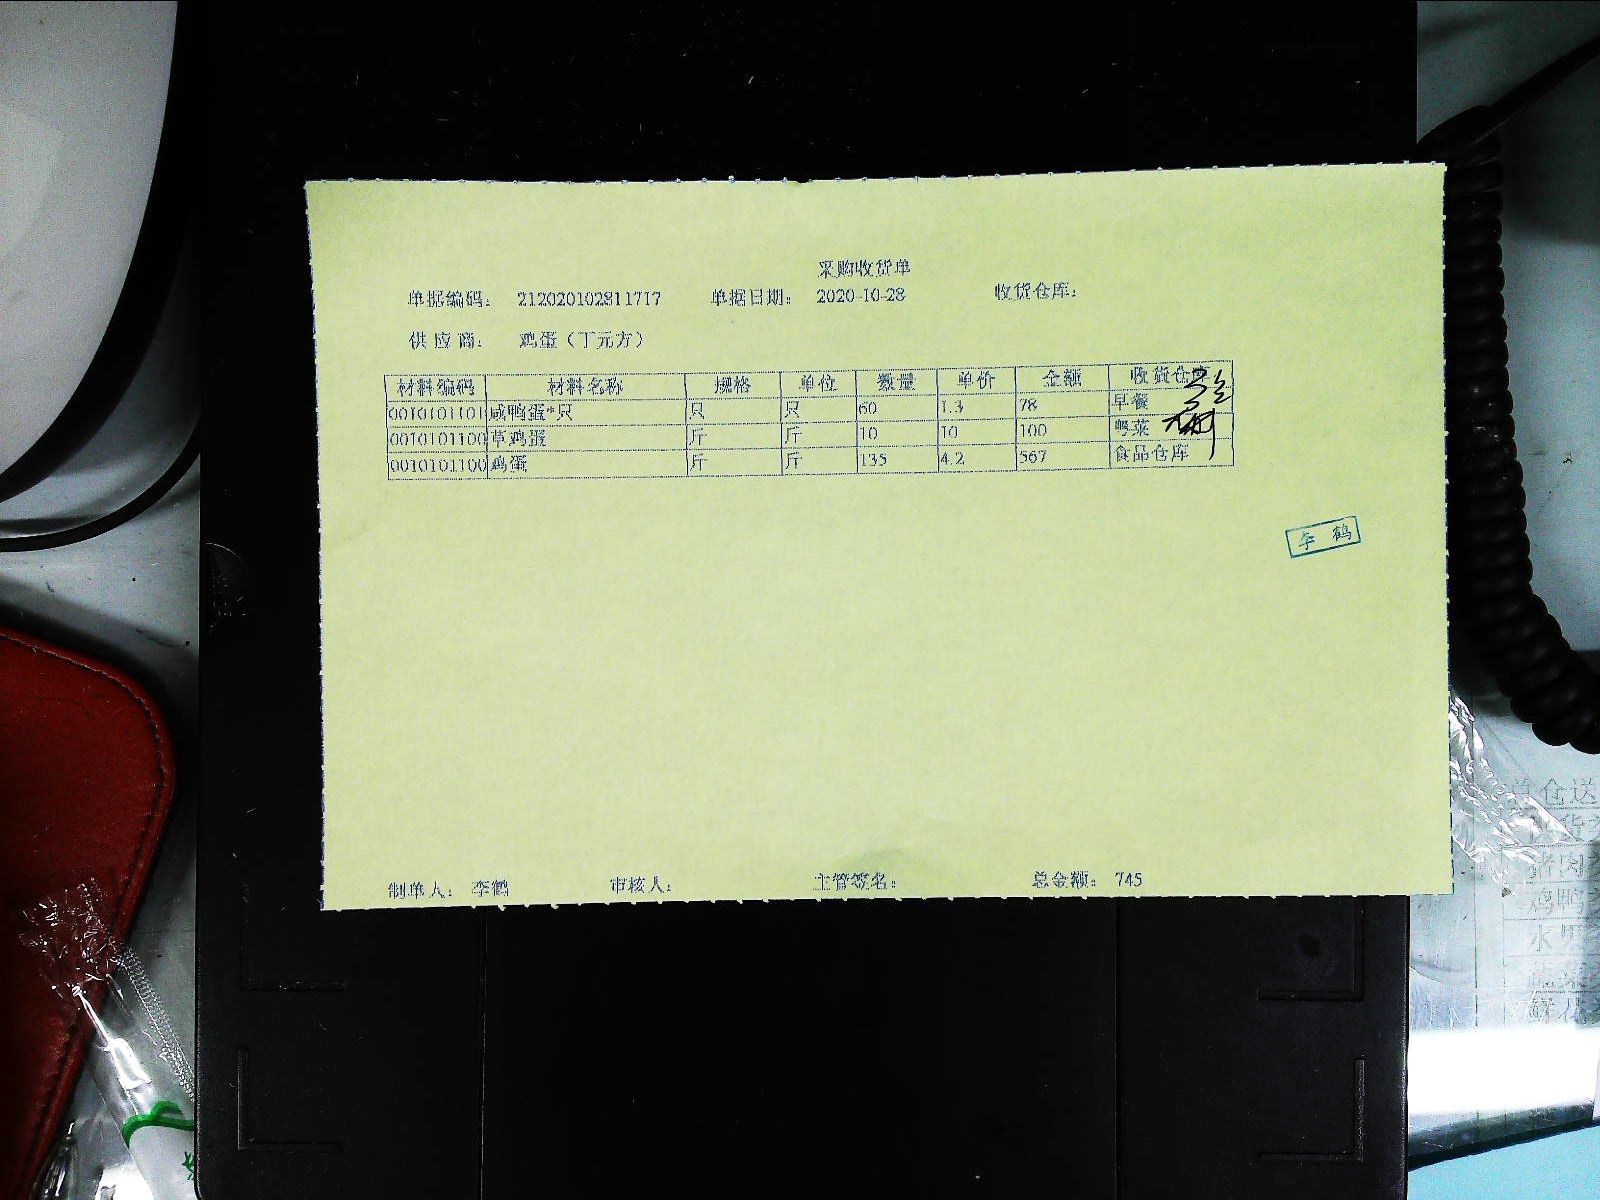 采购收货单
单据编码： 212020102811717 单据日期： 2020-10-28 收货仓库：
供应商： 鸡蛋（丁元方）
材料编码 材料名称 规格 单位 数量 单价 金额 收货仓库
0010101101 咸鸭蛋*只 只 只 60 1.3 78 早餐
0010101100 草鸡蛋 斤 斤 10 10 100 粤菜
0010101100 鸡蛋 斤 斤 135 4.2 567 食品仓库
李鹤
制单人： 李鹤 审核人： 主管签名： 总金额： 745
仓送
水